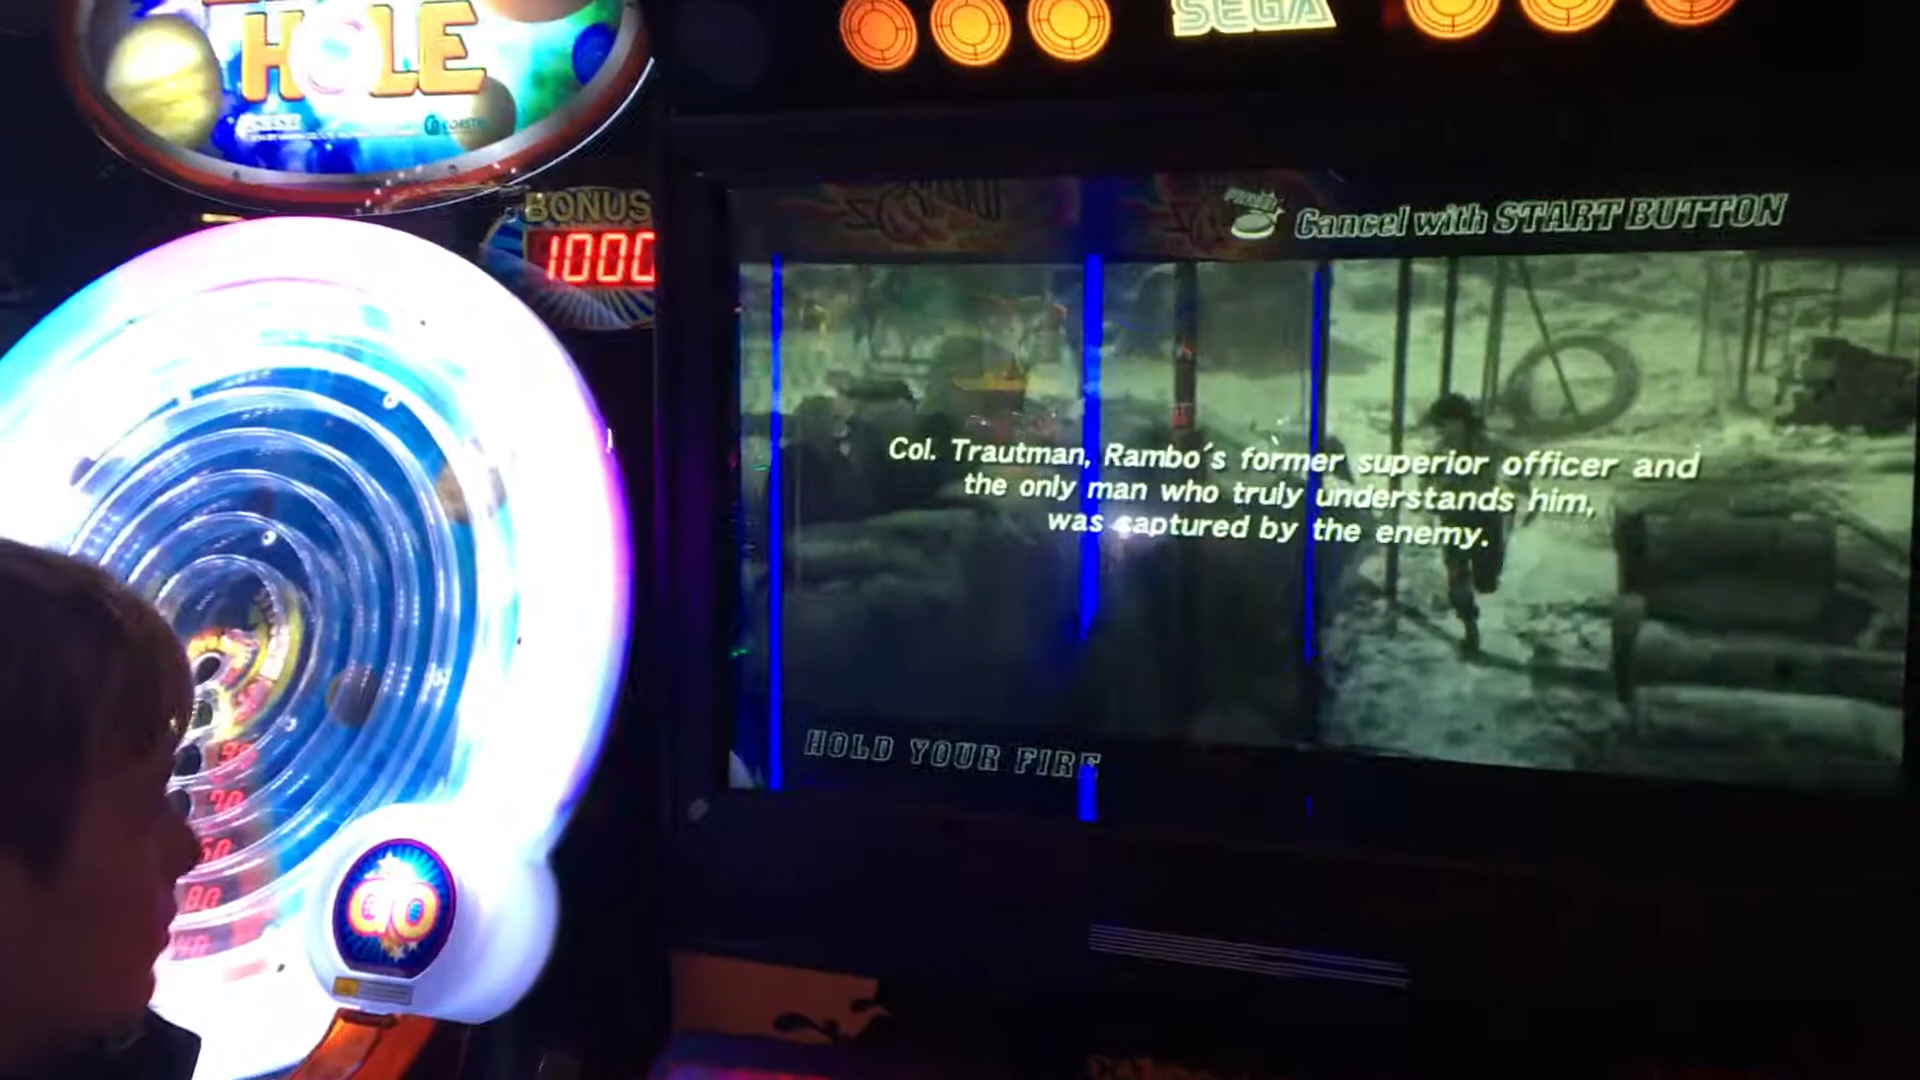 HOLE
SEGA
BONUS
1000
Cancel with START BUTTON
Col. Trautman, Rambo's former superior officer and
the only man who truly understands him,
was captured by the enemy.
HOLD YOUR FIRE
GO